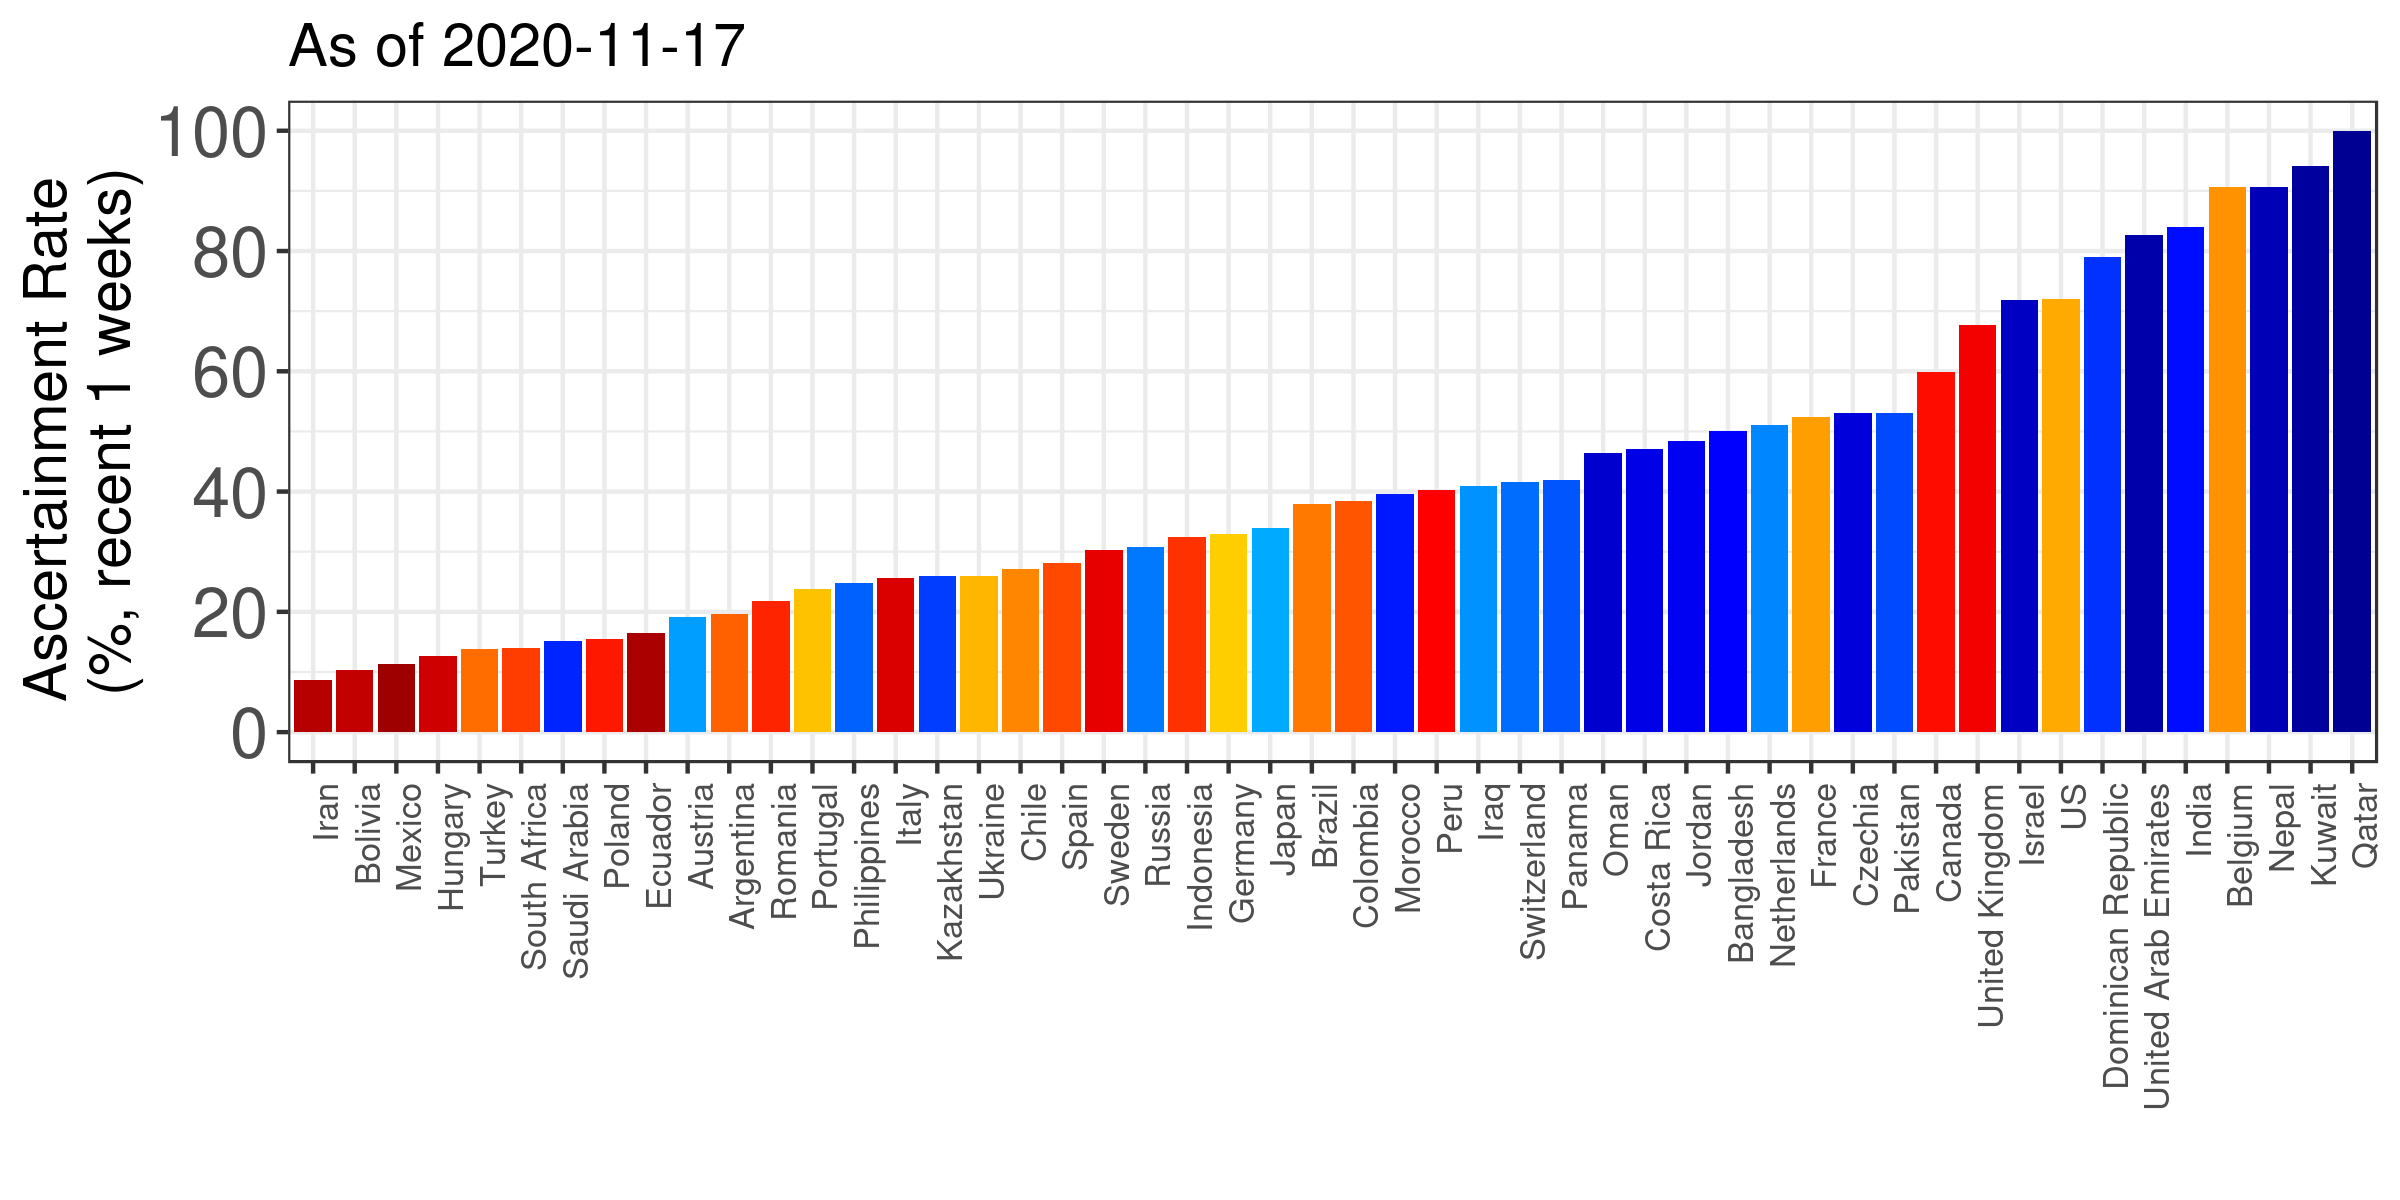 As of 2020-11-17
Ascertainment Rate
(%, recent 1 weeks)
100
80
60
40
20
0
Iran
Bolivia
Mexico
Hungary
Turkey
South Africa
Saudi Arabia
Poland
Ecuador
Austria
Argentina
Romania
Portugal
Philippines
Italy
Kazakhstan
Ukraine
Chile
Spain
Sweden
Russia
Indonesia
Germany
Japan
Brazil
Colombia
Morocco
Peru
Iraq
Switzerland
Panama
Oman
Costa Rica
Jordan
Bangladesh
Netherlands
France
Czechia
Pakistan
Canada
United Kingdom
Israel
US
Dominican Republic
United Arab Emirates
India
Belgium
Nepal
Kuwait
Qatar